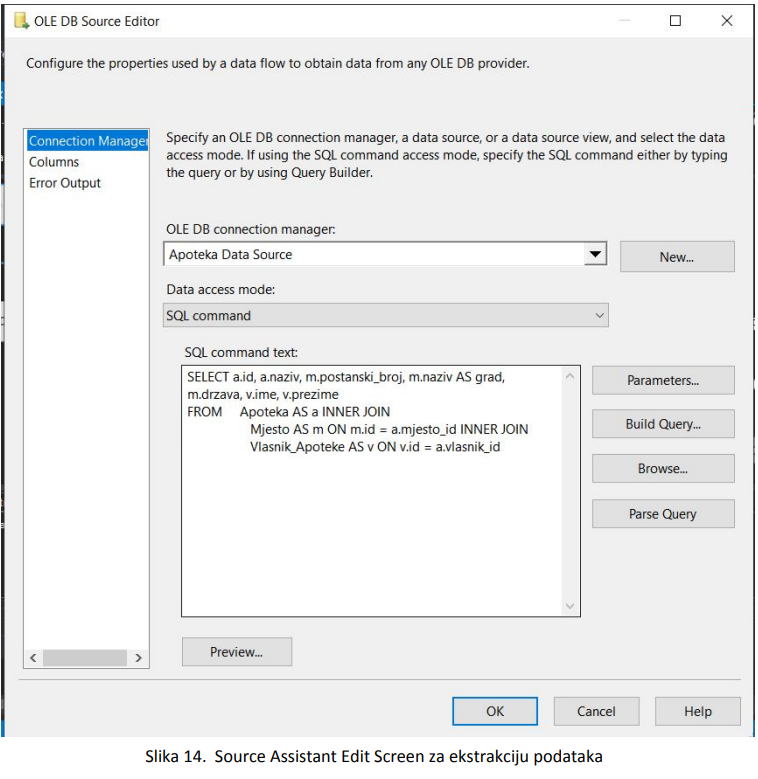 OLE DB Source Editor
Configure the properties used by a data flow to obtain data from any OLE DB provider.
Connection Manager
Columns
Error Output
Specify an OLE DB connection manager, a data source, or a data source view, and select the data
access mode. If using the SQL command access mode, specify the SQL command either by typing
the query or by using Query Builder.
OLE DB connection manager:
Apoteka Data Source
New...
Data access mode:
SQL command
SQL command text:
SELECT a.id, a.naziv, m.postanski_broj, m.naziv AS grad,
m.drzava, v.ime, v.prezime
FROM Apoteka AS a INNER JOIN
Mjesto AS m ON m.id = a.mjesto_id INNER JOIN
Vlasnik_Apoteke AS v ON v.id = a.vlasnik_id
Parameters...
Build Query...
Browse...
Parse Query
Preview...
OK
Cancel
Help
Slika 14. Source Assistant Edit Screen za ekstrakciju podataka